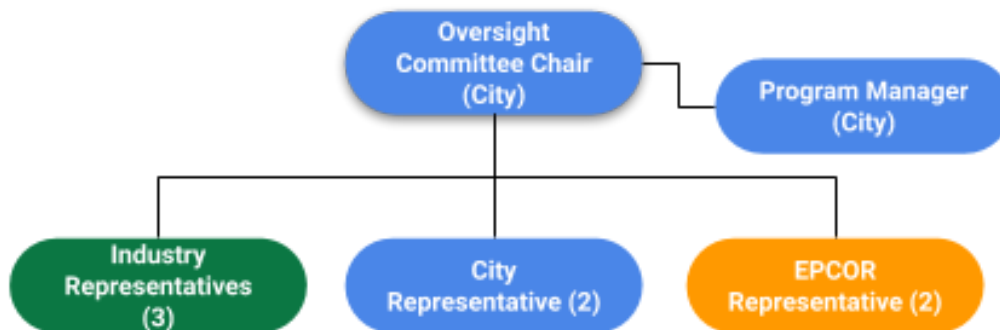 Oversight
Committee Chair
(City)
Program Manager
(City)
Industry
Representatives
(3)
City
Representative (2)
EPCOR
Representative (2)